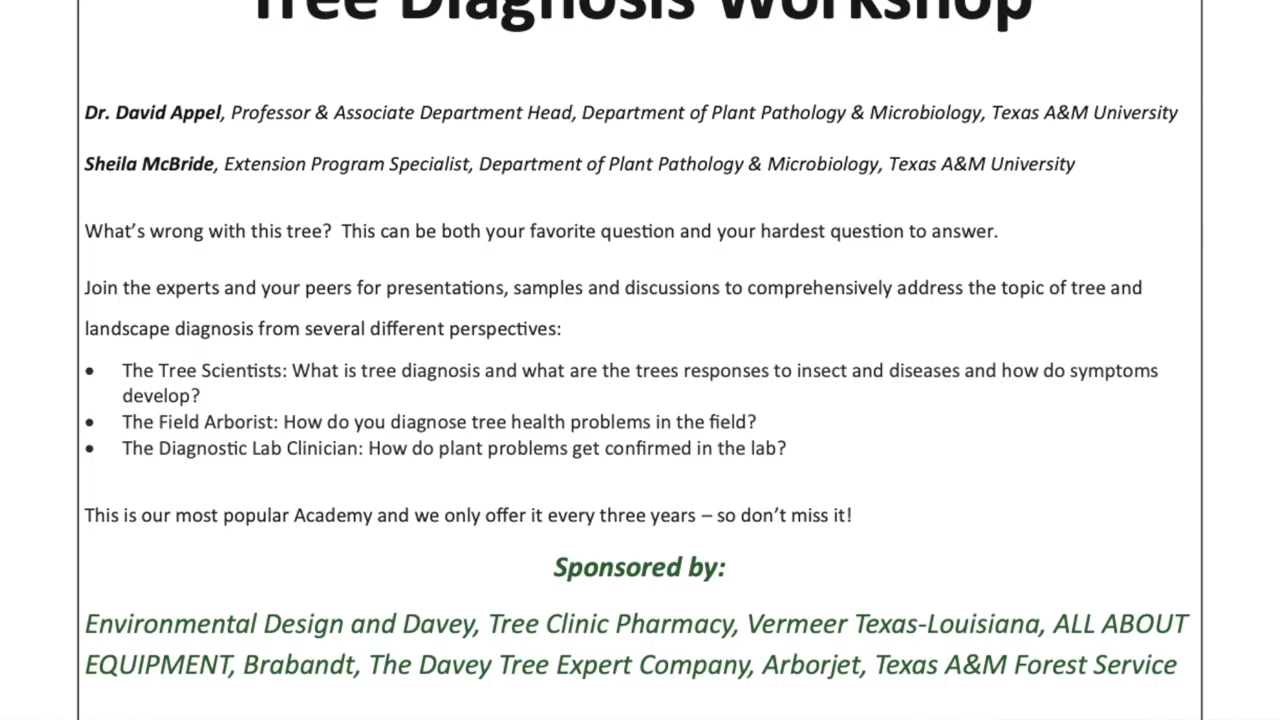 Tree Diagnosis Workshop
Dr. David Appel, Professor & Associate Department Head, Department of Plant Pathology & Microbiology, Texas A&M University
Sheila McBride, Extension Program Specialist, Department of Plant Pathology & Microbiology, Texas A&M University
What’s wrong with this tree?  This can be both your favorite question and your hardest question to answer.
Join the experts and your peers for presentations, samples and discussions to comprehensively address the topic of tree and
landscape diagnosis from several different perspectives:
• The Tree Scientists: What is tree diagnosis and what are the trees responses to insect and diseases and how do symptoms
develop?
• The Field Arborist: How do you diagnose tree health problems in the field?
• The Diagnostic Lab Clinician: How do plant problems get confirmed in the lab?
This is our most popular Academy and we only offer it every three years – so don’t miss it!
Sponsored by:
Environmental Design and Davey, Tree Clinic Pharmacy, Vermeer Texas-Louisiana, ALL ABOUT
EQUIPMENT, Brabandt, The Davey Tree Expert Company, Arborjet, Texas A&M Forest Service